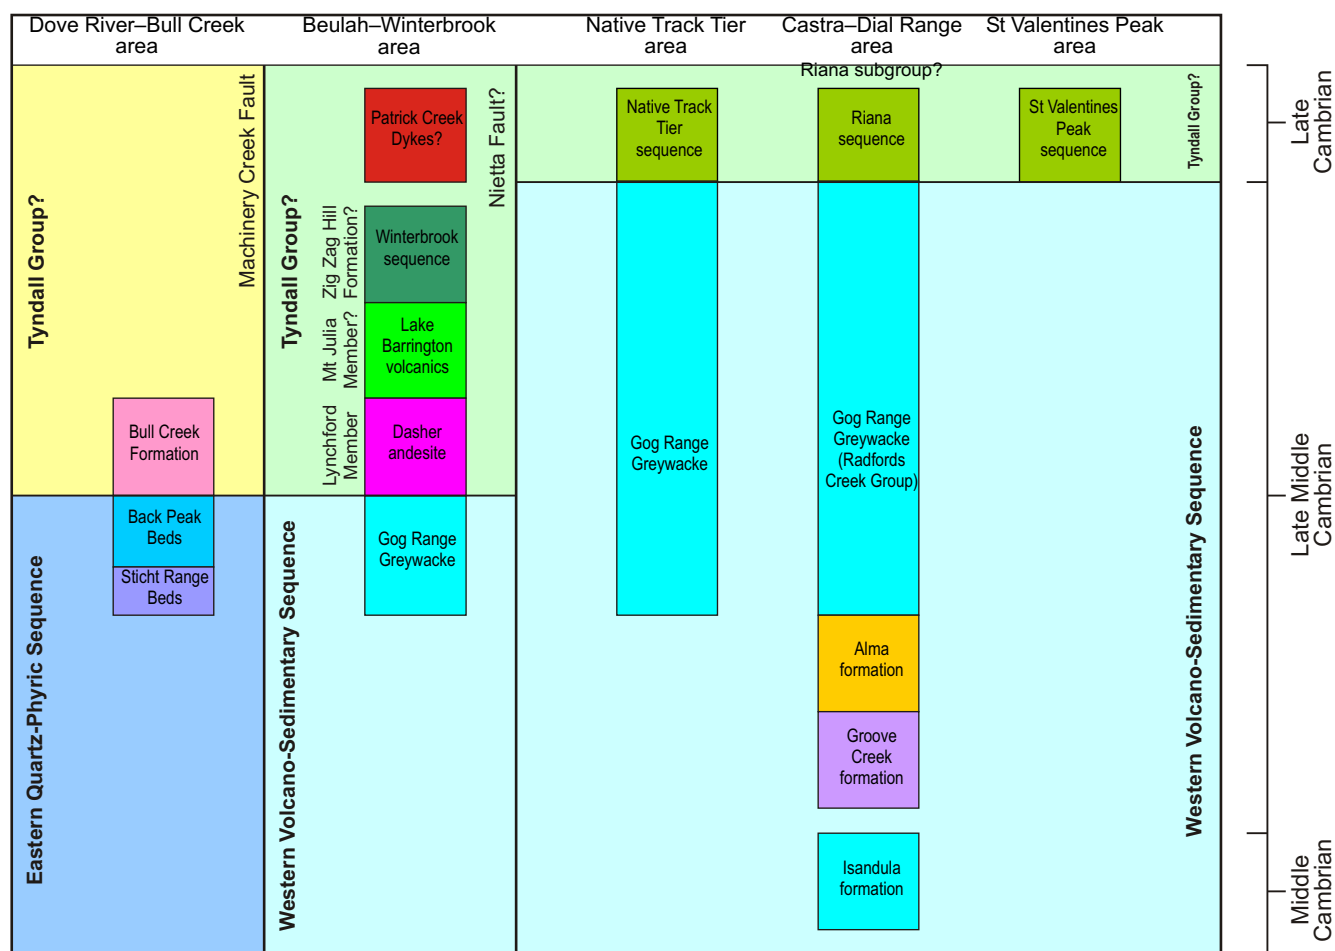 Dove River–Bull Creek
area
Beulah–Winterbrook
area
Native Track Tier
area
Castra–Dial Range
area
St Valentines Peak
area
Riana subgroup?
Tyndall Group?
Machinery Creek Fault
Bull Creek
Formation
Back Peak
Beds
Sticht Range
Beds
Eastern Quartz-Phyric Sequence
Tyndall Group?
Patrick Creek
Dykes?
Nietta Fault?
Zig Zag Hill
Formation?
Winterbrook
sequence
Mt Julia
Member?
Lake
Barrington
volcanics
Lynchford
Member
Dasher
andesite
Gog Range
Greywacke
Western Volcano-Sedimentary Sequence
Native Track
Tier
sequence
Gog Range
Greywacke
Riana
sequence
Gog Range
Greywacke
(Radfords
Creek Group)
Alma
formation
Groove
Creek
formation
Isandula
formation
St Valentines
Peak
sequence
Tyndall Group?
Western Volcano-Sedimentary Sequence
Late
Cambrian
Late Middle
Cambrian
Middle
Cambrian